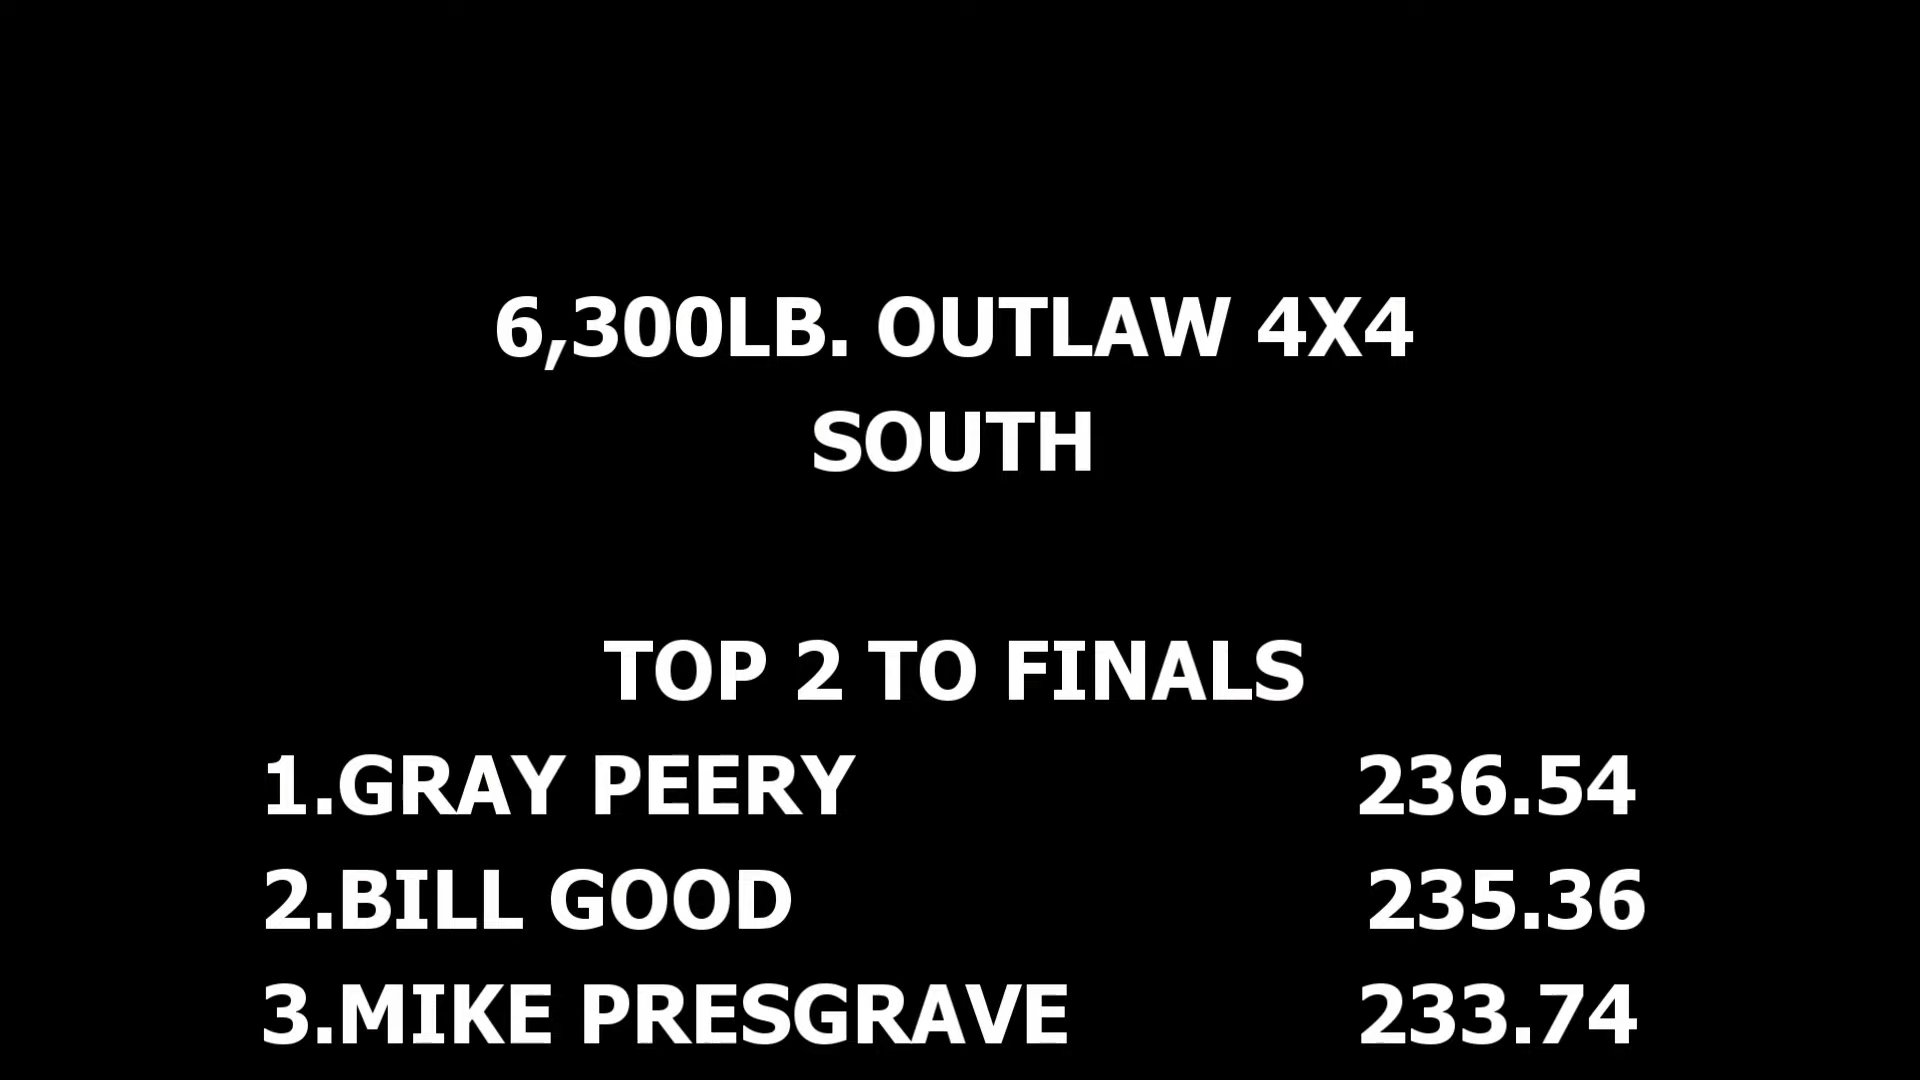 6,300LB. OUTLAW 4X4
SOUTH
TOP 2 TO FINALS
1.GRAY PEERY 236.54
2.BILL GOOD 235.36
3.MIKE PRESGRAVE 233.74